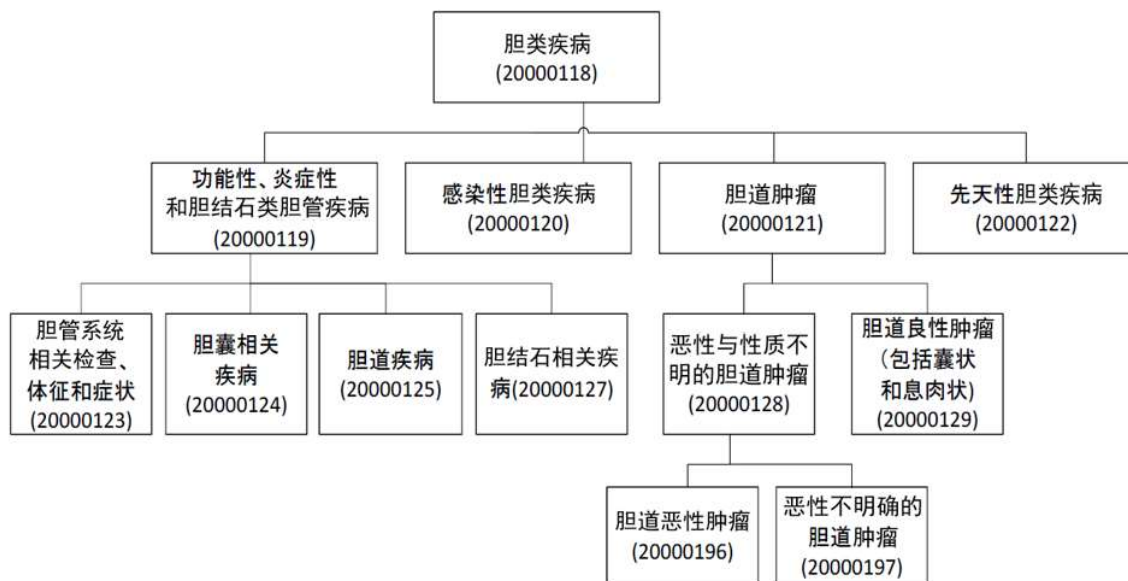 胆类疾病
(20000118)
功能性、炎症性
和胆结石类胆管疾病
(20000119)
感染性胆类疾病
(20000120)
胆道肿瘤
(20000121)
先天性胆类疾病
(20000122)
胆管系统
相关检查、
体征和症状
(20000123)
胆囊相关
疾病
(20000124)
胆道疾病
(20000125)
胆结石相关疾
病(20000127)
恶性与性质不
明的胆道肿瘤
(20000128)
胆道良性肿瘤
(包括囊状
和息肉状)
(20000129)
胆道恶性肿瘤
(20000196)
恶性不明确的
胆道肿瘤
(20000197)